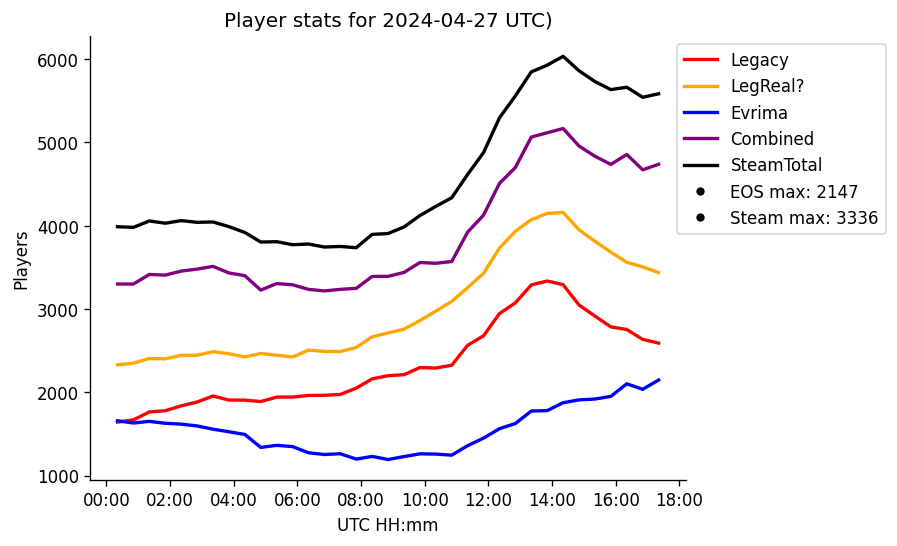 Player stats for 2024-04-27 UTC)
6000
5000
4000
3000
2000
1000
Players
00:00 02:00 04:00 06:00 08:00 10:00 12:00 14:00 16:00 18:00
UTC HH:mm
Legacy
LegReal?
Evrima
Combined
SteamTotal
EOS max: 2147
Steam max: 3336